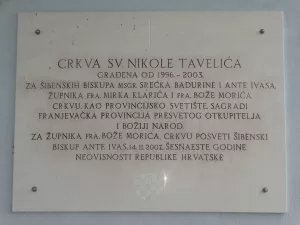 CRKVA SV NIKOLE TAVELIĆA
GRAĐENA OD 1996.-2003.
ZA ŠIBENSKIH BISKUPA MSGR. SREĆKA BADURINE I ANTE IVASA,
ŽUPNIKA FRA. MIRKA KLARIĆA I FRA. BOŽE MORIĆA
CRKVU, KAO PROVINCIJSKO SVETIŠTE, SAGRADI
FRANJEVAČKA PROVINCIJA PRESVETOG OTKUPITELJA
I BOŽIJI NAROD.
ZA ŽUPNIKA FRA. BOŽE MORIĆA, CRKVU POSVETI ŠIBENSKI
BISKUP ANTE IVAS, 14. 11. 2007. ŠESNAESTE GODINE
NEOVISNOSTI REPUBLIKE HRVATSKE